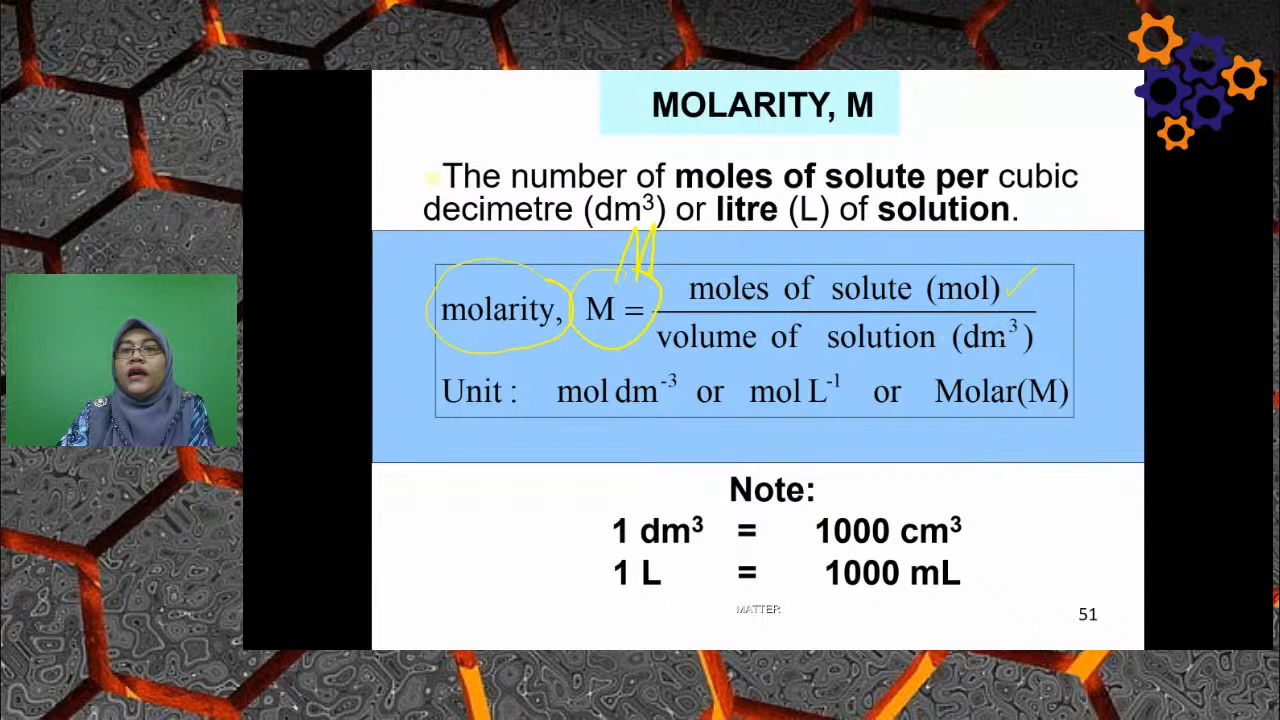 MOLARITY, M
The number of moles of solute per cubic
decimetre (dm³) or litre (L) of solution.
M
molarity, M = moles of solute (mol)
volume of solution (dm³)
Unit : mol dm⁻³ or mol L⁻¹ or Molar(M)
Note:
1 dm³ = 1000 cm³
1 L = 1000 mL
MATTER
51